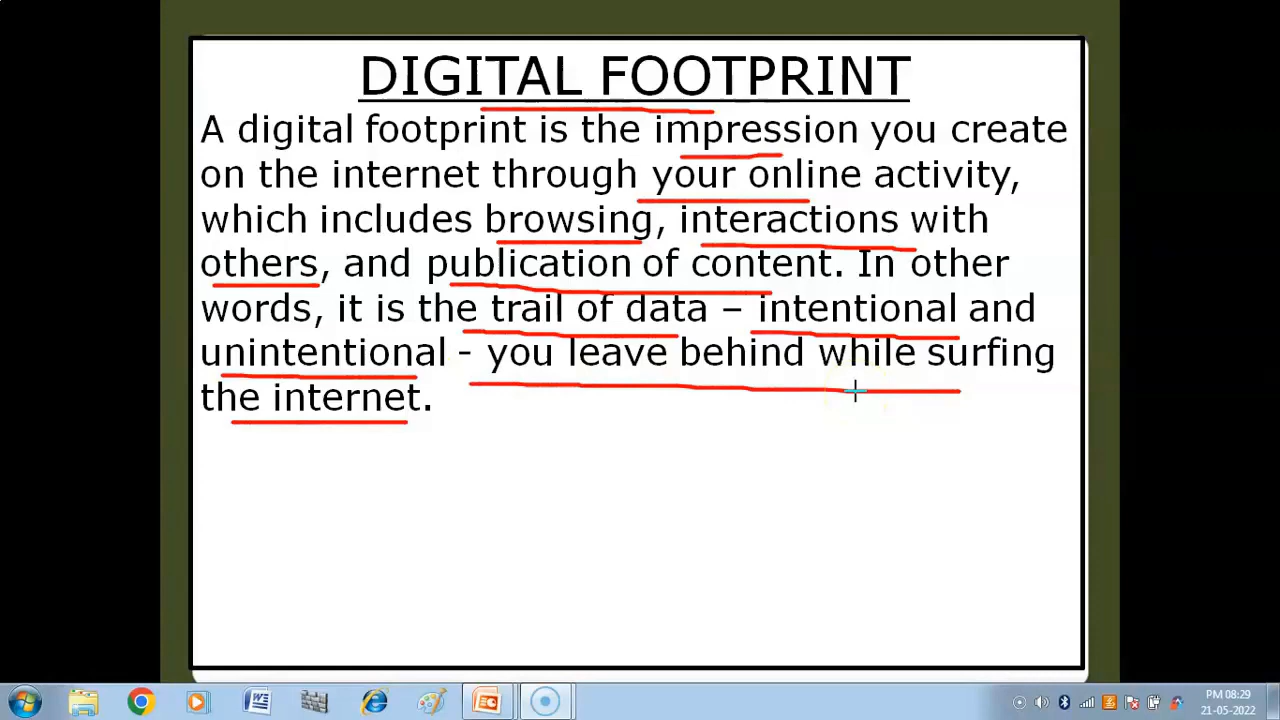 DIGITAL FOOTPRINT
A digital footprint is the impression you create
on the internet through your online activity,
which includes browsing, interactions with
others, and publication of content. In other
words, it is the trail of data – intentional and
unintentional - you leave behind while surfing
the internet.
PM 08:29
21-05-2022